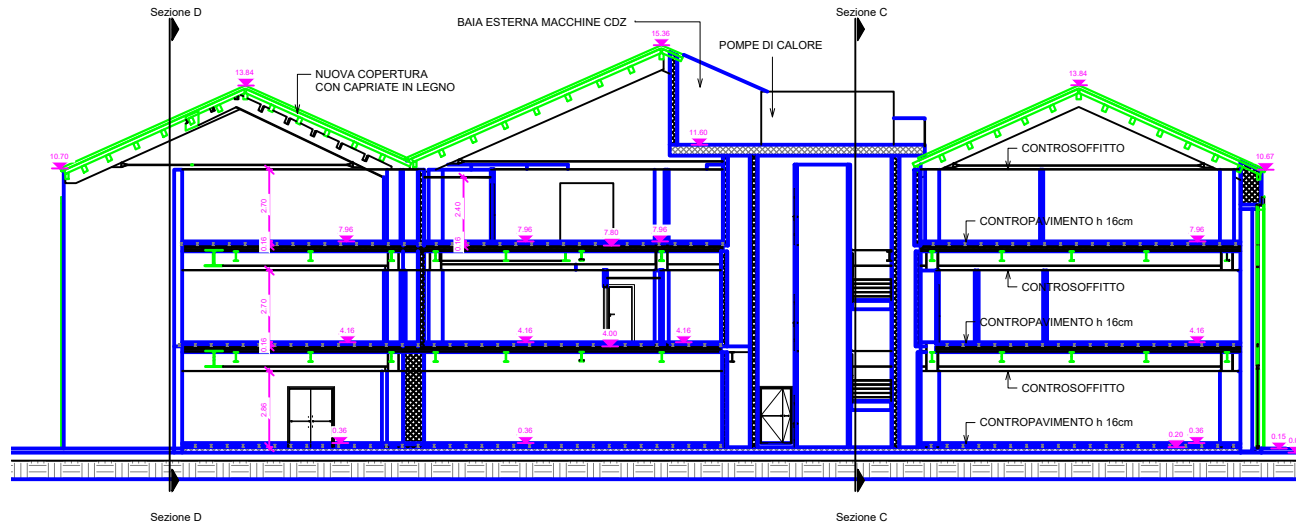 Sezione D
Sezione C
BAIA ESTERNA MACCHINE CDZ
POMPE DI CALORE
15.36
13.84
NUOVA COPERTURA
CON CAPRIATE IN LEGNO
13.84
11.60
CONTROSOFFITTO
10.70
10.67
2.70
2.40
CONTROPAVIMENTO h 16cm
7.96
7.96
7.80
7.96
7.96
0.16
0.16
CONTROSOFFITTO
2.70
CONTROPAVIMENTO h 16cm
4.16
4.16
4.00
4.16
4.16
0.16
CONTROSOFFITTO
2.86
CONTROPAVIMENTO h 16cm
0.36
0.36
0.20
0.36
0.15
Sezione D
Sezione C